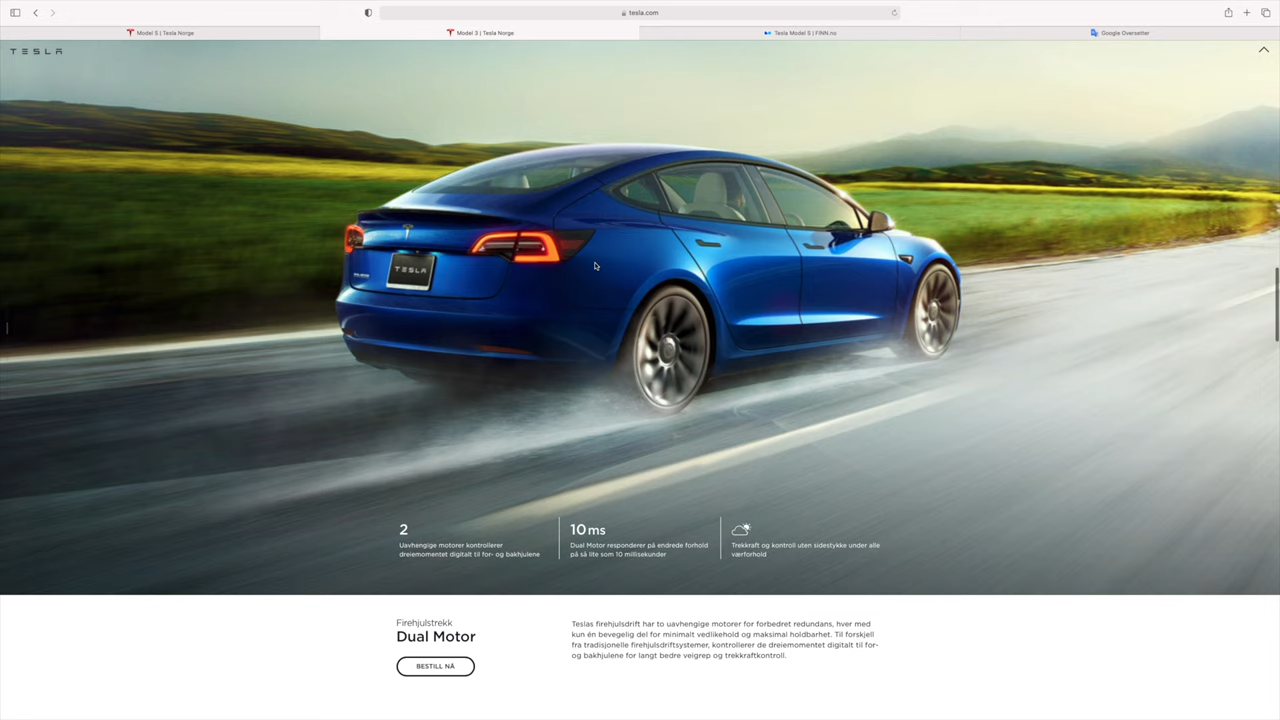 tesla.com
Model S | Tesla Norge
Model 3 | Tesla Norge
Tesla Model S | FINN.no
Google Oversetter
TESLA
TESLA
2
Uavhengige motorer kontrollerer
dreiemomentet digitalt til for- og bakhjulene
10 ms
Dual Motor responderer på endrede forhold
på så lite som 10 millisekunder
Trekkraft og kontroll uten sidestykke under alle
værforhold
Firehjulstrekk
Dual Motor
BESTILL NÅ
Teslas firehjulsdrift har to uavhengige motorer for forbedret redundans, hver med
kun én bevegelig del for minimalt vedlikehold og maksimal holdbarhet. Til forskjell
fra tradisjonelle firehjulsdriftsystemer, kontrollerer de dreiemomentet digitalt til for-
og bakhjulene for langt bedre veigrep og trekkraftkontroll.